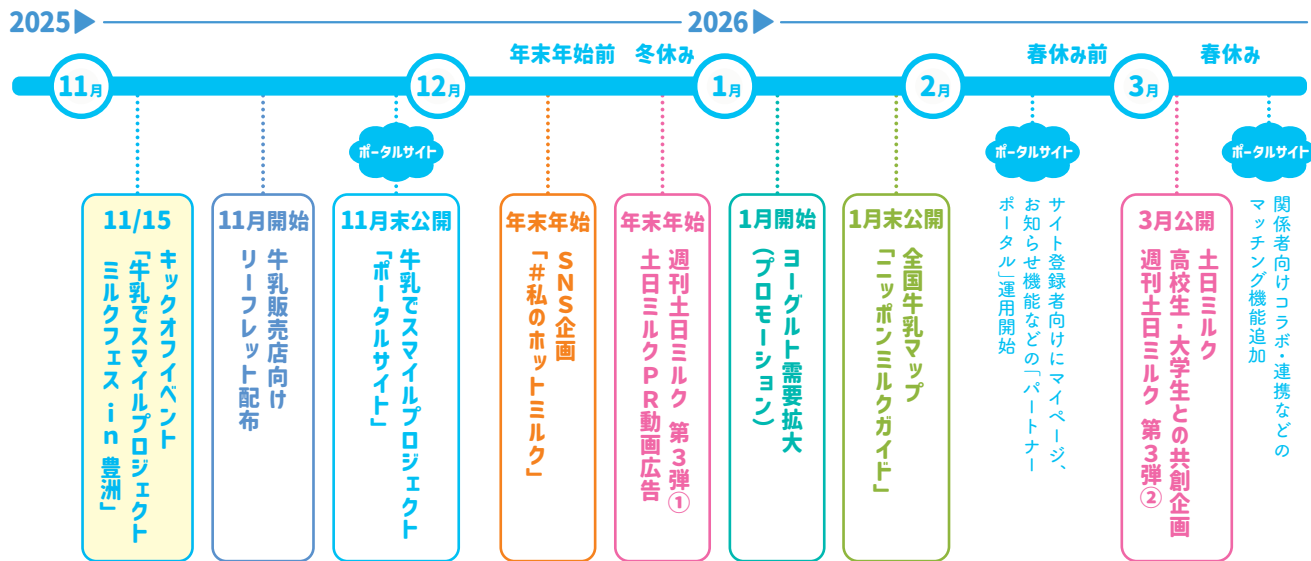 2025▶
2026▶
年末年始前
冬休み
春休み前
春休み
11月
12月
1月
2月
3月
ポータルサイト
ポータルサイト
ポータルサイト
11/15
キックオフイベント
「牛乳でスマイルプロジェクト
ミルクフェス in 豊洲」
11月開始
牛乳販売店向け
リーフレット配布
11月末公開
牛乳でスマイルプロジェクト
「ポータルサイト」
年末年始
SNS企画
「#私のホットミルク」
年末年始
週刊土日ミルク 第3弾①
土日ミルクPR動画広告
1月開始
ヨーグルト需要拡大
(プロモーション)
1月末公開
全国牛乳マップ
「ニッポンミルクガイド」
サイト登録者向けにマイページ、
お知らせ機能などの「パートナー
ポータル」運用開始
3月公開
土日ミルク
高校生・大学生との共創企画
週刊土日ミルク 第3弾②
関係者向けコラボ・連携などの
マッチング機能追加